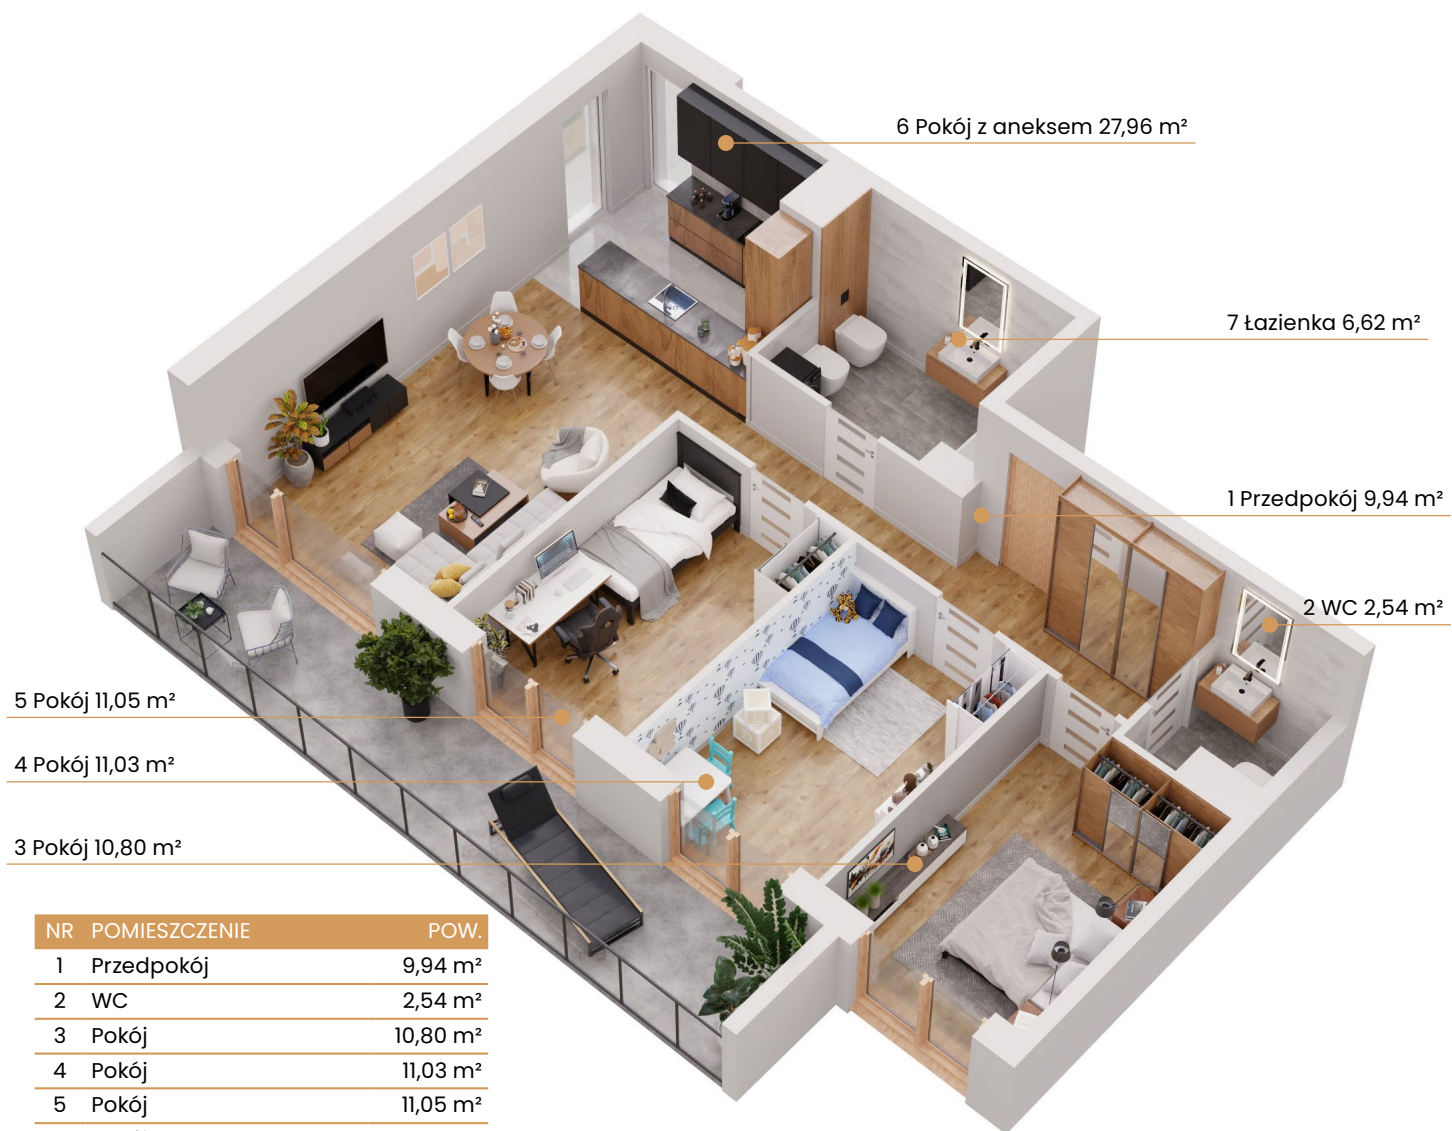 6 Pokój z aneksem 27,96 m²
7 Łazienka 6,62 m²
1 Przedpokój 9,94 m²
2 WC 2,54 m²
5 Pokój 11,05 m²
4 Pokój 11,03 m²
3 Pokój 10,80 m²
NR POMIESZCZENIE POW.
1 Przedpokój 9,94 m²
2 WC 2,54 m²
3 Pokój 10,80 m²
4 Pokój 11,03 m²
5 Pokój 11,05 m²